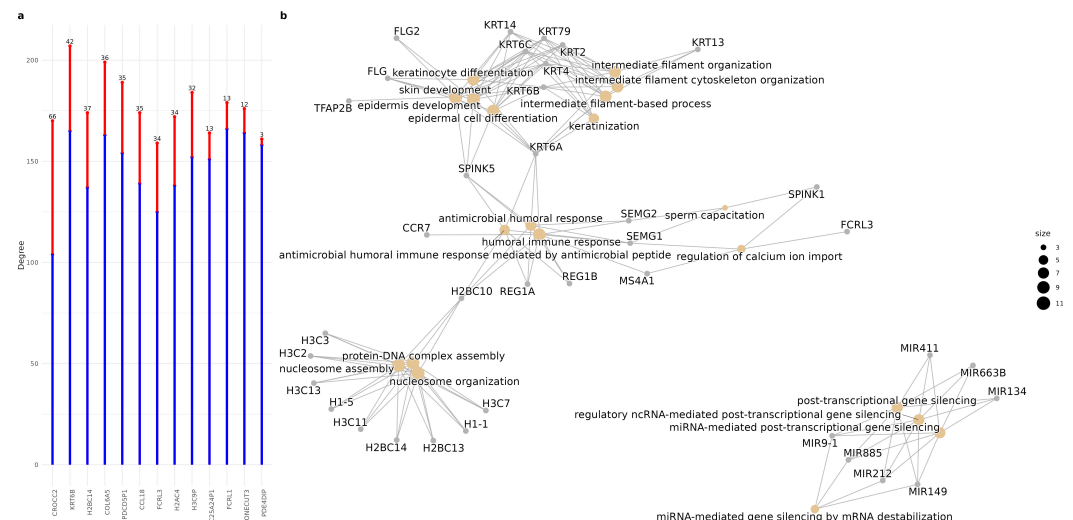 a
b
200
150
100
50
0
Degree
66
42
37
36
35
35
34
34
32
13
13
12
3
CROCC2
KRT6B
H2BC14
COL6A5
PDCD5P1
CCL18
FCRL3
H2AC4
H3C9P
FCRL1
ONECUT3
PDE4DIP
FLG2
KRT14
KRT79
KRT6C
KRT2
KRT13
FLG
keratinocyte differentiation
KRT4
intermediate filament organization
intermediate filament cytoskeleton organization
skin development
KRT6B
TFAP2B
epidermis development
intermediate filament-based process
epidermal cell differentiation
keratinization
KRT6A
SPINK5
SPINK1
antimicrobial humoral response
SEMG2
sperm capacitation
CCR7
FCRL3
humoral immune response
SEMG1
antimicrobial humoral immune response mediated by antimicrobial peptide
regulation of calcium ion import
REG1B
MS4A1
H2BC10
REG1A
H3C3
H3C2
protein-DNA complex assembly
nucleosome assembly
nucleosome organization
H3C13
H1-5
H3C7
H3C11
H1-1
H2BC14
H2BC13
MIR411
MIR663B
MIR134
post-transcriptional gene silencing
regulatory ncRNA-mediated post-transcriptional gene silencing
miRNA-mediated post-transcriptional gene silencing
MIR9-1
MIR885
MIR212
MIR149
miRNA-mediated gene silencing by mRNA destabilization
size
3
5
7
9
11